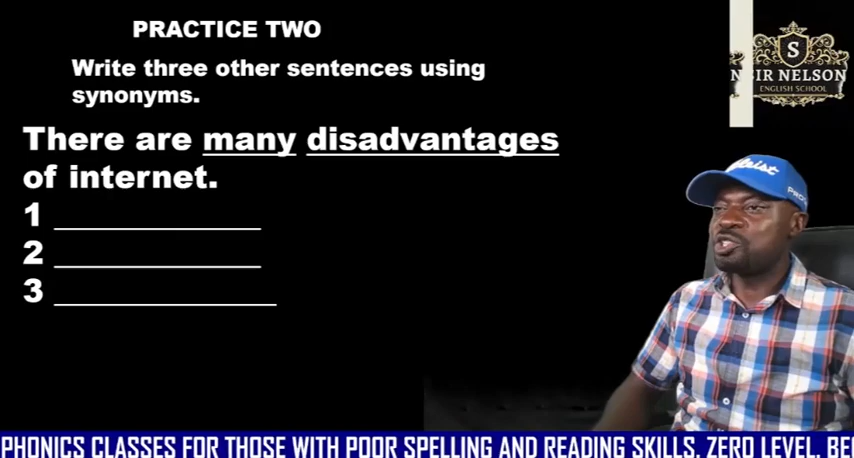 PRACTICE TWO
Write three other sentences using
synonyms.
There are many disadvantages
of internet.
1
2
3
S
SIR NELSON
ENGLISH SCHOOL
PHONICS CLASSES FOR THOSE WITH POOR SPELLING AND READING SKILLS, ZERO LEVEL,